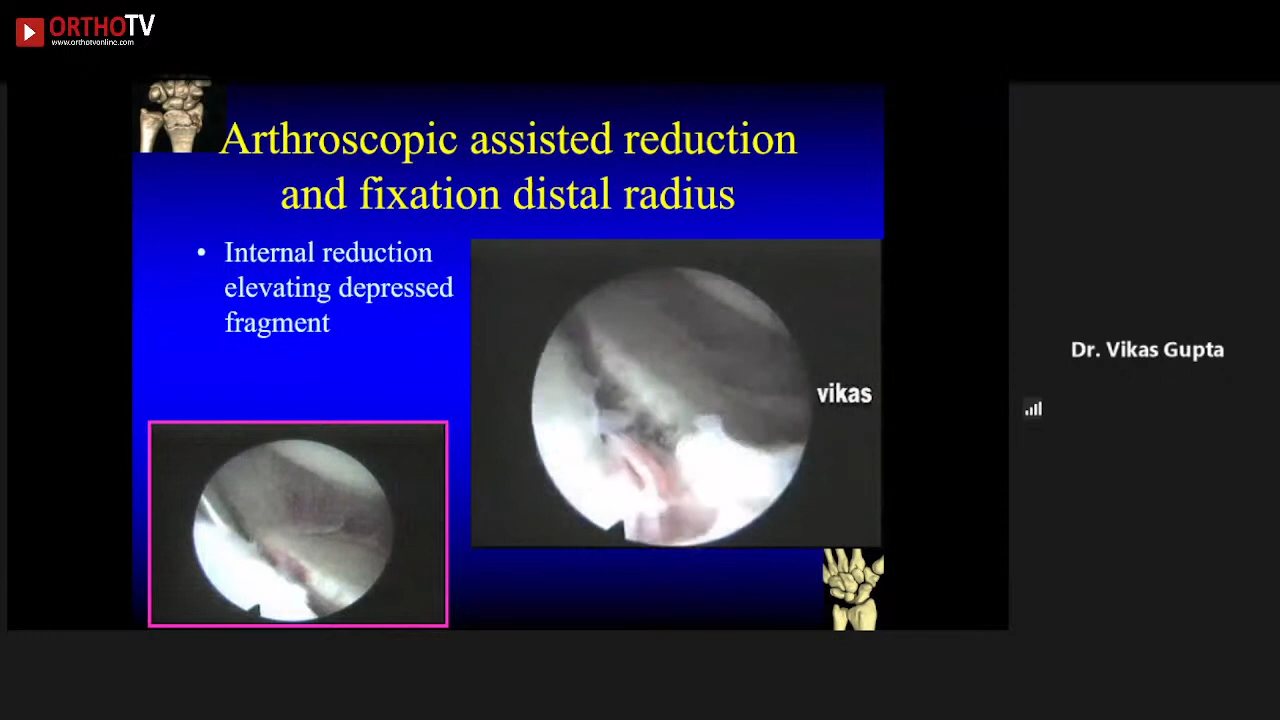 ORTHOTV
www.orthotvonline.com
Arthroscopic assisted reduction
and fixation distal radius
• Internal reduction
elevating depressed
fragment
vikas
Dr. Vikas Gupta